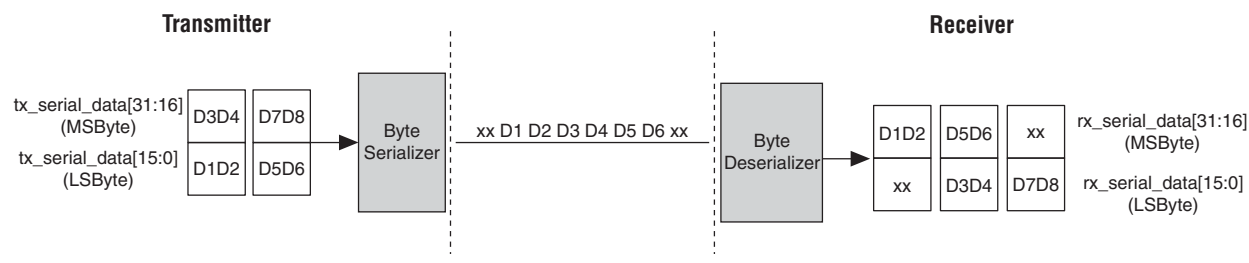 Transmitter
Receiver
tx_serial_data[31:16]
(MSByte)
tx_serial_data[15:0]
(LSByte)
D3D4
D7D8
D1D2
D5D6
Byte
Serializer
xx D1 D2 D3 D4 D5 D6 xx
Byte
Deserializer
D1D2
D5D6
xx
xx
D3D4
D7D8
rx_serial_data[31:16]
(MSByte)
rx_serial_data[15:0]
(LSByte)